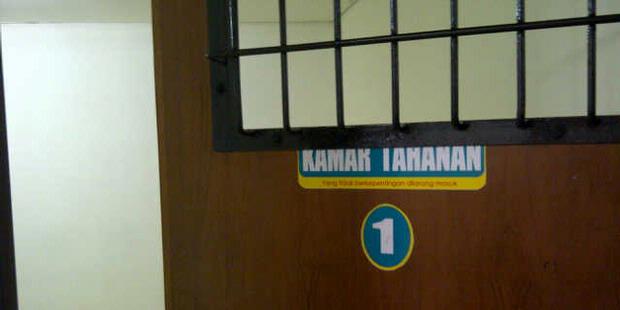 KAMAR TAHANAN
Yang tidak berkepentingan dilarang masuk
1